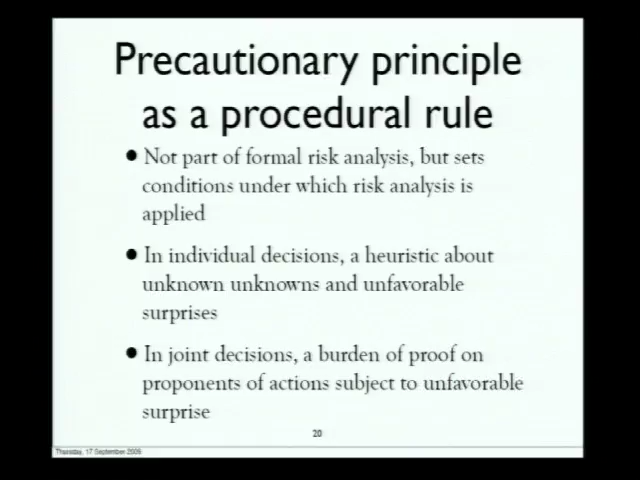 Precautionary principle
as a procedural rule
• Not part of formal risk analysis, but sets
conditions under which risk analysis is
applied
• In individual decisions, a heuristic about
unknown unknowns and unfavorable
surprises
• In joint decisions, a burden of proof on
proponents of actions subject to unfavorable
surprise
20
Thursday, 17 September 2009